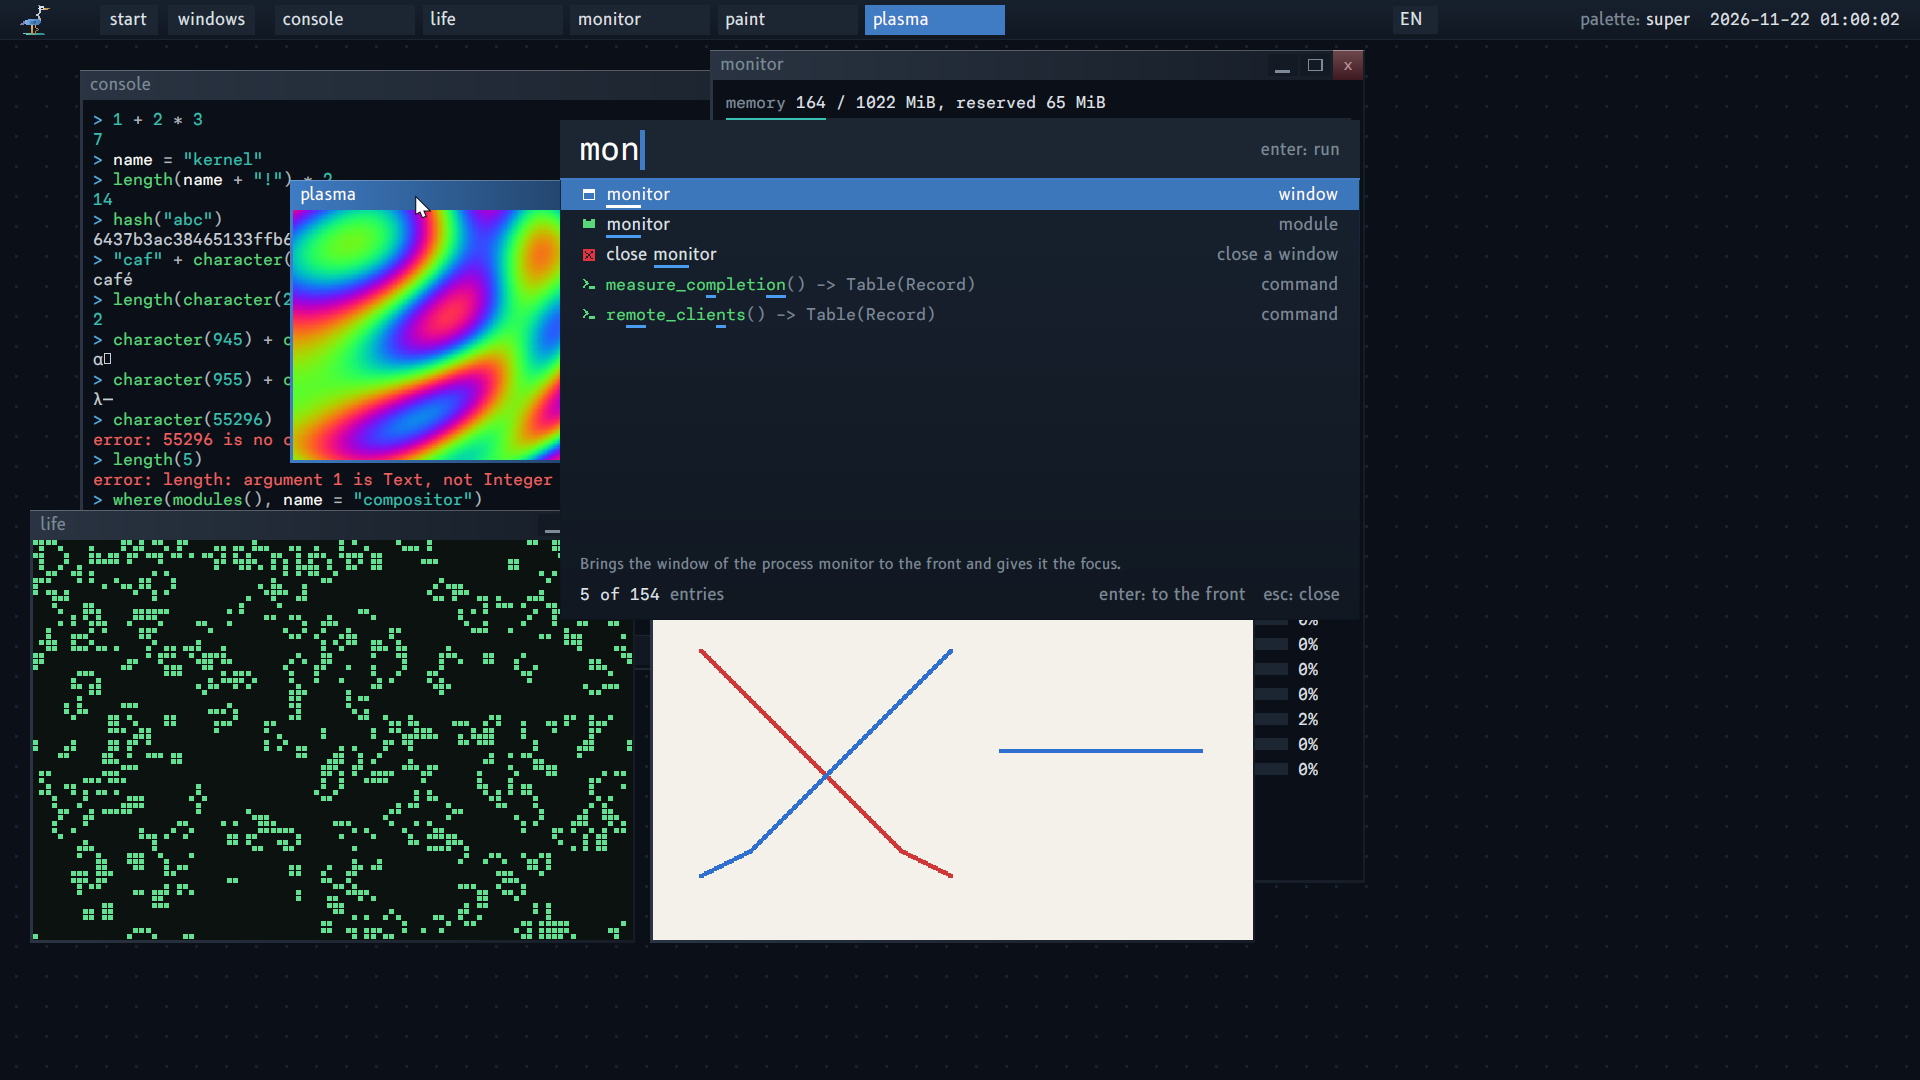 start windows console life monitor paint plasma EN palette: super 2026-11-22 01:00:02
monitor x
memory 164 / 1022 MiB, reserved 65 MiB
console
> 1 + 2 * 3
7
> name = "kernel"
> length(name + "!") * 2
14
> hash("abc")
6437b3ac38465133ffb6
> "caf" + character(
café
> length(character(2
2
> character(945) + c
α
> character(955) + c
λ—
> character(55296)
error: 55296 is no c
> length(5)
error: length: argument 1 is Text, not Integer
> where(modules(), name = "compositor")
plasma
mon enter: run
monitor window
monitor module
close monitor close a window
measure_completion() -> Table(Record) command
remote_clients() -> Table(Record) command
Brings the window of the process monitor to the front and gives it the focus.
5 of 154 entries enter: to the front esc: close
life
0%
0%
0%
0%
2%
0%
0%